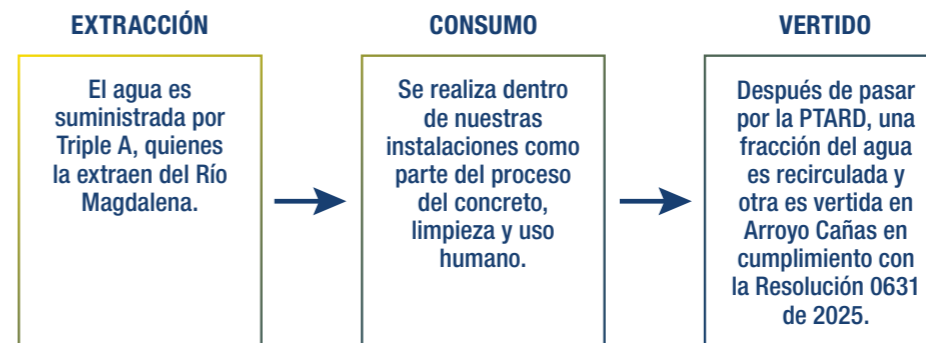 EXTRACCIÓN
El agua es
suministrada por
Triple A, quienes
la extraen del Río
Magdalena.
CONSUMO
Se realiza dentro
de nuestras
instalaciones como
parte del proceso
del concreto,
limpieza y uso
humano.
VERTIDO
Después de pasar
por la PTARD, una
fracción del agua
es recirculada y
otra es vertida en
Arroyo Cañas en
cumplimiento con
la Resolución 0631
de 2025.